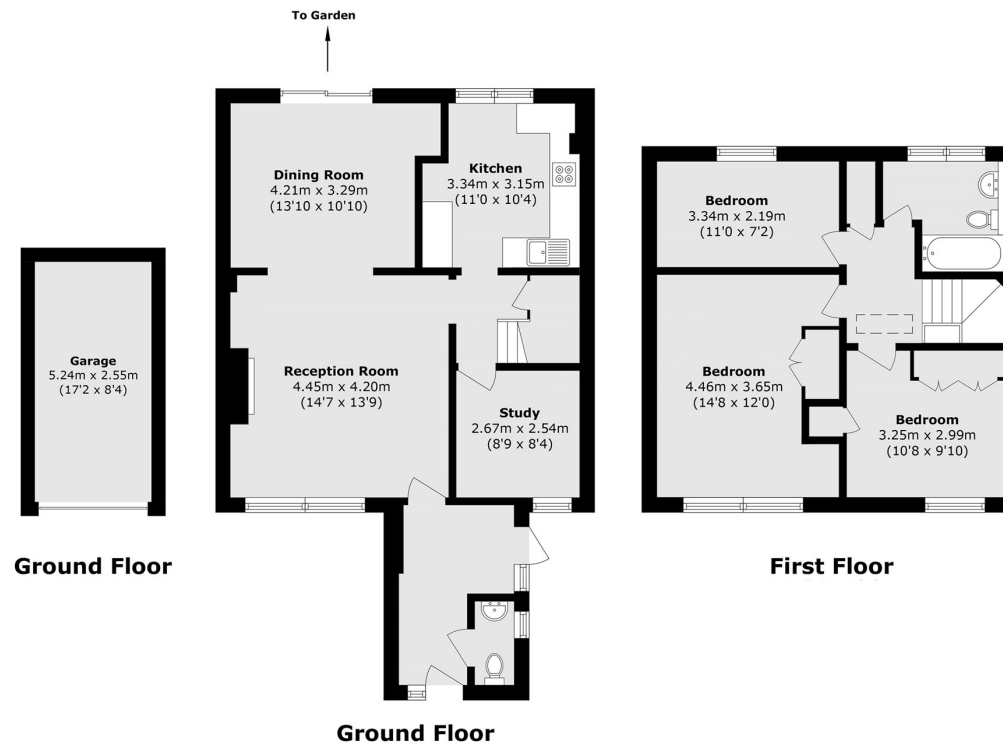 To Garden
Dining Room
4.21m x 3.29m
(13'10 x 10'10)
Kitchen
3.34m x 3.15m
(11'0 x 10'4)
Bedroom
3.34m x 2.19m
(11'0 x 7'2)
Garage
5.24m x 2.55m
(17'2 x 8'4)
Reception Room
4.45m x 4.20m
(14'7 x 13'9)
Study
2.67m x 2.54m
(8'9 x 8'4)
Bedroom
4.46m x 3.65m
(14'8 x 12'0)
Bedroom
3.25m x 2.99m
(10'8 x 9'10)
Ground Floor
First Floor
Ground Floor